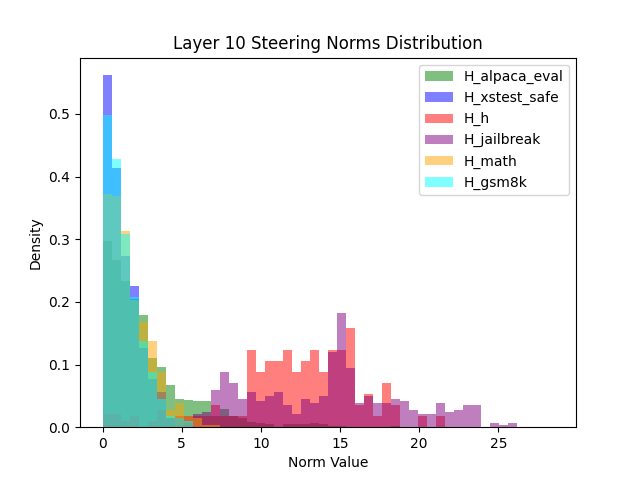 Layer 10 Steering Norms Distribution
H_alpaca_eval
H_xstest_safe
H_h
H_jailbreak
H_math
H_gsm8k
Density
0.5
0.4
0.3
0.2
0.1
0.0
0 5 10 15 20 25
Norm Value